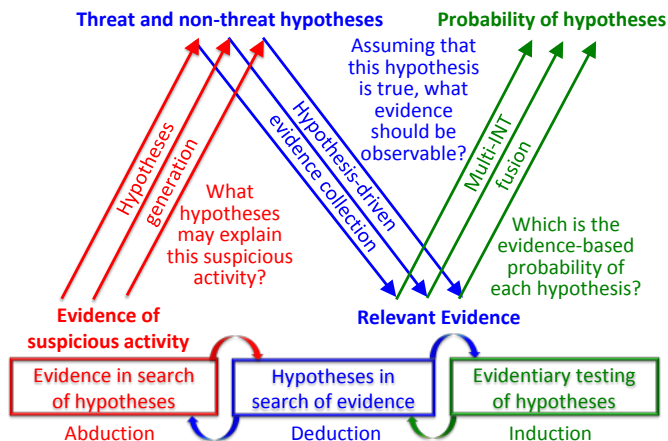 Threat and non-threat hypotheses
Probability of hypotheses
Assuming that
this hypothesis
is true, what
evidence
should be
observable?
Hypotheses
generation
What
hypotheses
may explain
this suspicious
activity?
Hypothesis-driven
evidence collection
Multi-INT
fusion
Which is the
evidence-based
probability of
each hypothesis?
Evidence of
suspicious activity
Relevant Evidence
Evidence in search
of hypotheses
Hypotheses in
search of evidence
Evidentiary testing
of hypotheses
Abduction
Deduction
Induction